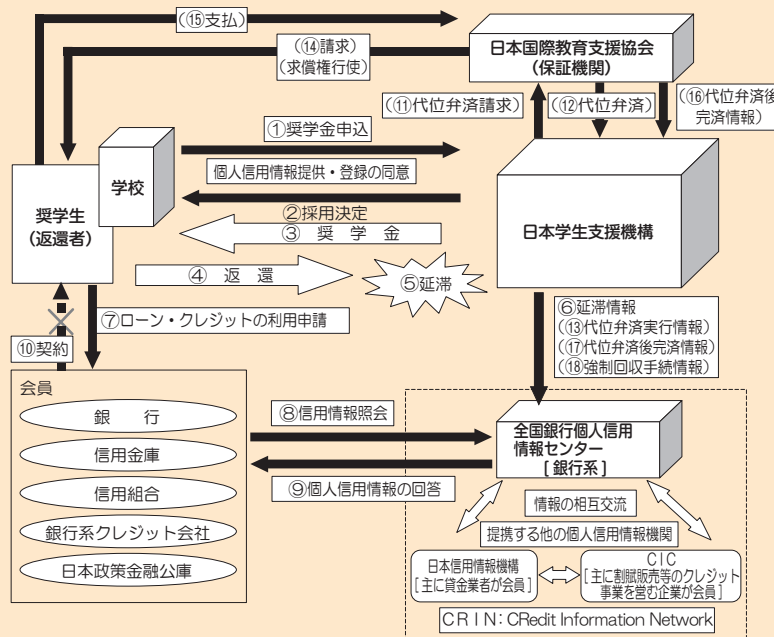 (⑮支払)
(⑭請求)
(求償権行使)
日本国際教育支援協会
(保証機関)
(⑪代位弁済請求)
(⑫代位弁済)
(⑯代位弁済後
完済情報)
①奨学金申込
個人信用情報提供・登録の同意
学校
奨学生
(返還者)
②採用決定
③ 奨 学 金
日本学生支援機構
④ 返 還
⑤延滞
⑥延滞情報
(⑬代位弁済実行情報)
(⑰代位弁済後完済情報)
(⑱強制回収手続情報)
⑦ローン・クレジットの利用申請
⑩契約
会員
銀 行
信用金庫
信用組合
銀行系クレジット会社
日本政策金融公庫
⑧信用情報照会
⑨個人信用情報の回答
全国銀行個人信用
情報センター
[銀行系]
情報の相互交流
提携する他の個人信用情報機関
日本信用情報機構
[主に貸金業者が会員]
CIC
[主に割賦販売等のクレジット
事業を営む企業が会員]
CRIN:CRedit Information Network